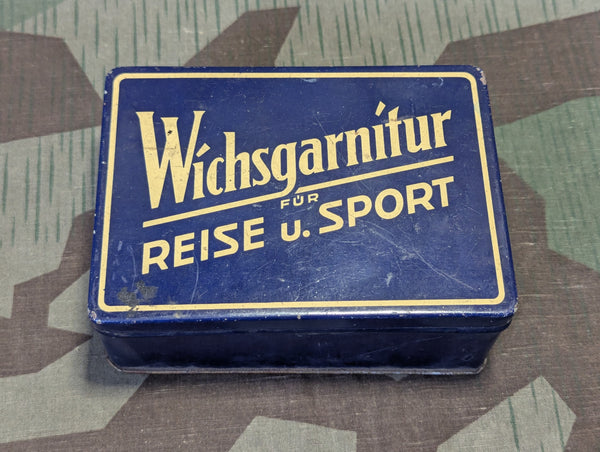 Wichsgarnitur
FÜR
REISE u. SPORT